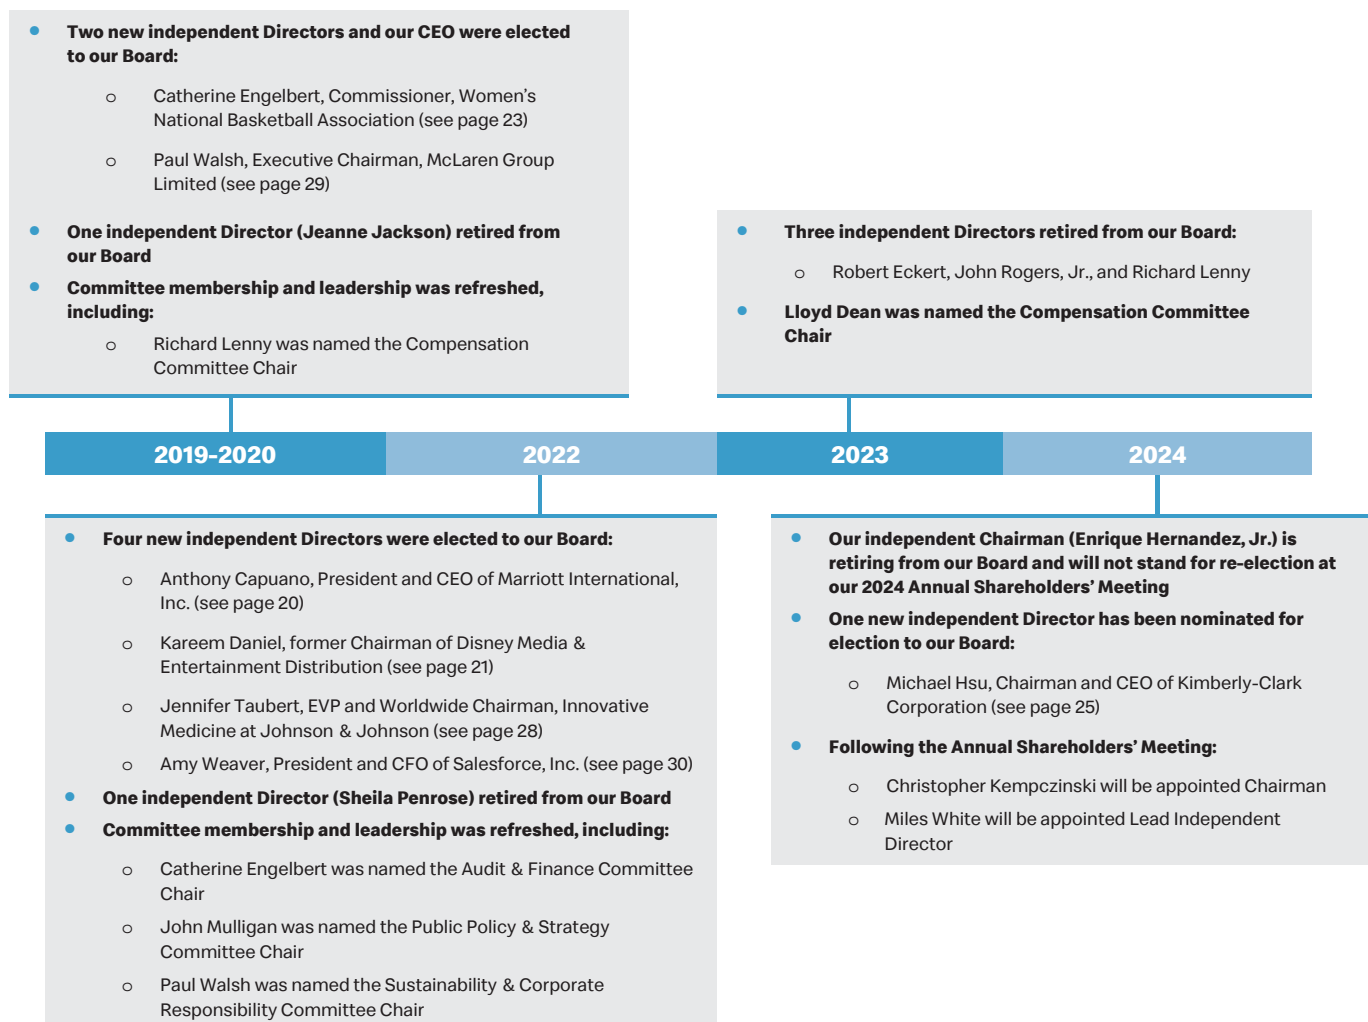 • Two new independent Directors and our CEO were elected
to our Board:
o Catherine Engelbert, Commissioner, Women’s
National Basketball Association (see page 23)
o Paul Walsh, Executive Chairman, McLaren Group
Limited (see page 29)
• One independent Director (Jeanne Jackson) retired from
our Board
• Committee membership and leadership was refreshed,
including:
o Richard Lenny was named the Compensation
Committee Chair
• Three independent Directors retired from our Board:
o Robert Eckert, John Rogers, Jr., and Richard Lenny
• Lloyd Dean was named the Compensation Committee
Chair
2019-2020
2022
2023
2024
• Four new independent Directors were elected to our Board:
o Anthony Capuano, President and CEO of Marriott International,
Inc. (see page 20)
o Kareem Daniel, former Chairman of Disney Media &
Entertainment Distribution (see page 21)
o Jennifer Taubert, EVP and Worldwide Chairman, Innovative
Medicine at Johnson & Johnson (see page 28)
o Amy Weaver, President and CFO of Salesforce, Inc. (see page 30)
• One independent Director (Sheila Penrose) retired from our Board
• Committee membership and leadership was refreshed, including:
o Catherine Engelbert was named the Audit & Finance Committee
Chair
o John Mulligan was named the Public Policy & Strategy
Committee Chair
o Paul Walsh was named the Sustainability & Corporate
Responsibility Committee Chair
• Our independent Chairman (Enrique Hernandez, Jr.) is
retiring from our Board and will not stand for re-election at
our 2024 Annual Shareholders’ Meeting
• One new independent Director has been nominated for
election to our Board:
o Michael Hsu, Chairman and CEO of Kimberly-Clark
Corporation (see page 25)
• Following the Annual Shareholders’ Meeting:
o Christopher Kempczinski will be appointed Chairman
o Miles White will be appointed Lead Independent
Director